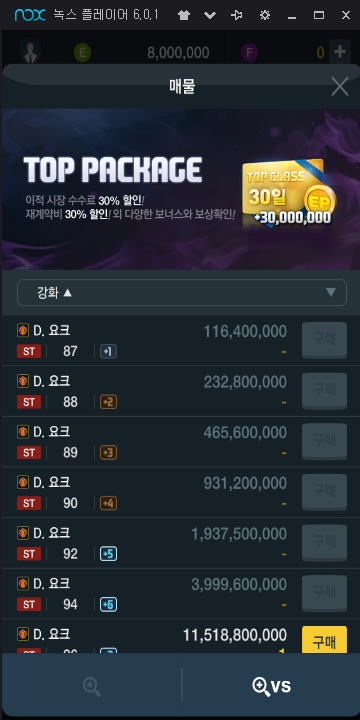 nox 녹스 플레이어 6.0.1
E 8,000,000 F 0 +
매물
TOP PACKAGE
이적 시장 수수료 30% 할인!
재계약비 30% 할인! 외 다양한 보너스와 보상확인!
TOP CLASS
30일
EP
+30,000,000
강화 ▲
D. 요크 116,400,000 구매
ST 87 +1 -
D. 요크 232,800,000 구매
ST 88 +2 -
D. 요크 465,600,000 구매
ST 89 +3 -
D. 요크 931,200,000 구매
ST 90 +4 -
D. 요크 1,937,500,000 구매
ST 92 +5 -
D. 요크 3,999,600,000 구매
ST 94 +6 -
D. 요크 11,518,800,000 구매
ST 96 +7 1
VS